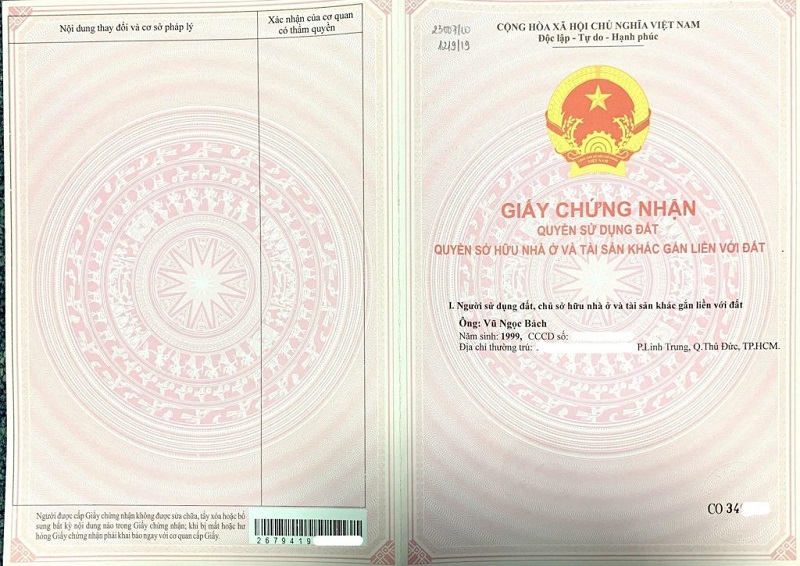 Nội dung thay đổi và cơ sở pháp lý
Xác nhận của cơ quan
có thẩm quyền
Người được cấp Giấy chứng nhận không được sửa chữa, tẩy xóa hoặc bổ
sung bất kỳ nội dung nào trong Giấy chứng nhận; khi bị mất hoặc hư
hỏng Giấy chứng nhận phải khai báo ngay với cơ quan cấp Giấy.
2679419
CỘNG HÒA XÃ HỘI CHỦ NGHĨA VIỆT NAM
Độc lập - Tự do - Hạnh phúc
GIẤY CHỨNG NHẬN
QUYỀN SỬ DỤNG ĐẤT
QUYỀN SỞ HỮU NHÀ Ở VÀ TÀI SẢN KHÁC GẮN LIỀN VỚI ĐẤT
I. Người sử dụng đất, chủ sở hữu nhà ở và tài sản khác gắn liền với đất
Ông: Vũ Ngọc Bách
Năm sinh: 1999, CCCD số:
Địa chỉ thường trú: . P.Linh Trung, Q.Thủ Đức, TP.HCM.
CO 34